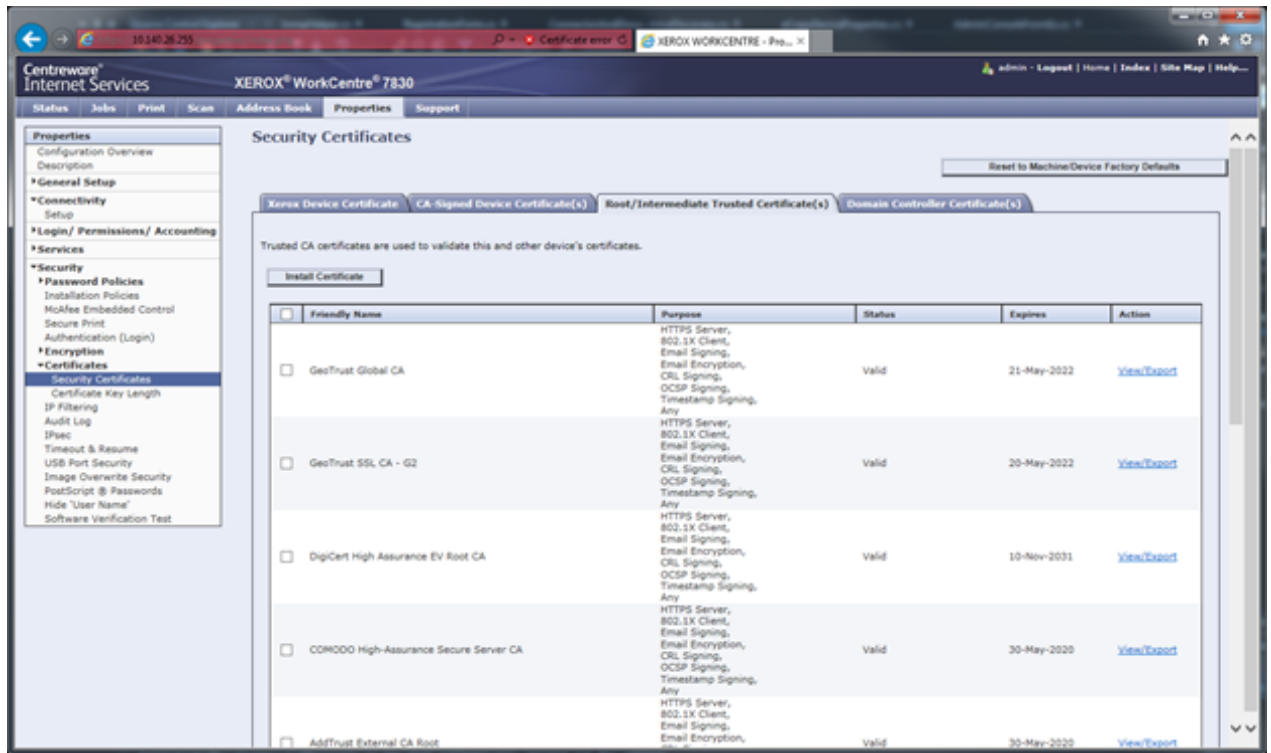 10.140.26.255
Certificate error
XEROX WORKCENTRE - Pro...
Centreware®
Internet Services
XEROX® WorkCentre® 7830
admin - Logout | Home | Index | Site Map | Help...
Status Jobs Print Scan Address Book Properties Support
Properties
Configuration Overview
Description
General Setup
Connectivity
Setup
Login/ Permissions/ Accounting
Services
Security
Password Policies
Installation Policies
McAfee Embedded Control
Secure Print
Authentication (Login)
Encryption
Certificates
Security Certificates
Certificate Key Length
IP Filtering
Audit Log
IPsec
Timeout & Resume
USB Port Security
Image Overwrite Security
PostScript ® Passwords
Hide 'User Name'
Software Verification Test
Security Certificates
Reset to Machine/Device Factory Defaults
Xerox Device Certificate CA-Signed Device Certificate(s) Root/Intermediate Trusted Certificate(s) Domain Controller Certificate(s)
Trusted CA certificates are used to validate this and other device's certificates.
Install Certificate
Friendly Name Purpose Status Expires Action
HTTPS Server,
802.1X Client,
Email Signing,
Email Encryption,
GeoTrust Global CA Valid 21-May-2022 View/Export
CRL Signing,
OCSP Signing,
Timestamp Signing,
Any
HTTPS Server,
802.1X Client,
Email Signing,
Email Encryption,
GeoTrust SSL CA - G2 Valid 20-May-2022 View/Export
CRL Signing,
OCSP Signing,
Timestamp Signing,
Any
HTTPS Server,
802.1X Client,
Email Signing,
Email Encryption,
DigiCert High Assurance EV Root CA Valid 10-Nov-2031 View/Export
CRL Signing,
OCSP Signing,
Timestamp Signing,
Any
HTTPS Server,
802.1X Client,
Email Signing,
Email Encryption,
COMODO High-Assurance Secure Server CA Valid 30-May-2020 View/Export
CRL Signing,
OCSP Signing,
Timestamp Signing,
Any
HTTPS Server,
802.1X Client,
Email Signing,
Email Encryption,
AddTrust External CA Root Valid 30-May-2020 View/Export